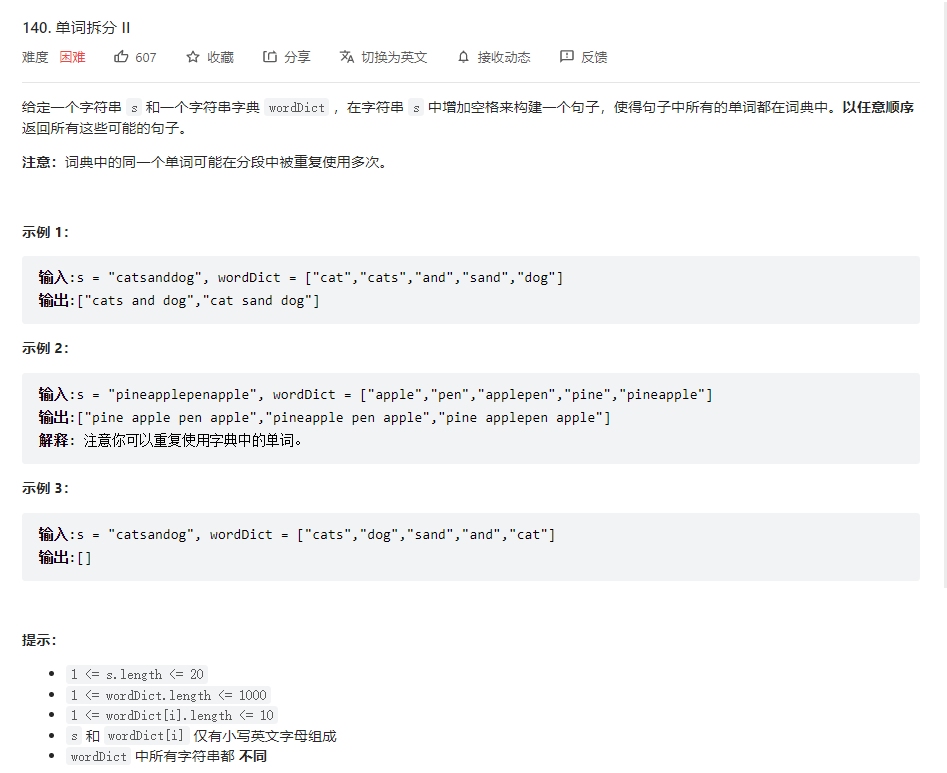 140. 单词拆分 II
难度 困难 607 收藏 分享 切换为英文 接收动态 反馈
给定一个字符串 s 和一个字符串字典 wordDict ，在字符串 s 中增加空格来构建一个句子，使得句子中所有的单词都在词典中。以任意顺序
返回所有这些可能的句子。
注意：词典中的同一个单词可能在分段中被重复使用多次。
示例 1：
输入:s = "catsanddog", wordDict = ["cat","cats","and","sand","dog"]
输出:["cats and dog","cat sand dog"]
示例 2：
输入:s = "pineapplepenapple", wordDict = ["apple","pen","applepen","pine","pineapple"]
输出:["pine apple pen apple","pineapple pen apple","pine applepen apple"]
解释: 注意你可以重复使用字典中的单词。
示例 3：
输入:s = "catsandog", wordDict = ["cats","dog","sand","and","cat"]
输出:[]
提示：
• 1 <= s.length <= 20
• 1 <= wordDict.length <= 1000
• 1 <= wordDict[i].length <= 10
• s 和 wordDict[i] 仅有小写英文字母组成
• wordDict 中所有字符串都 不同